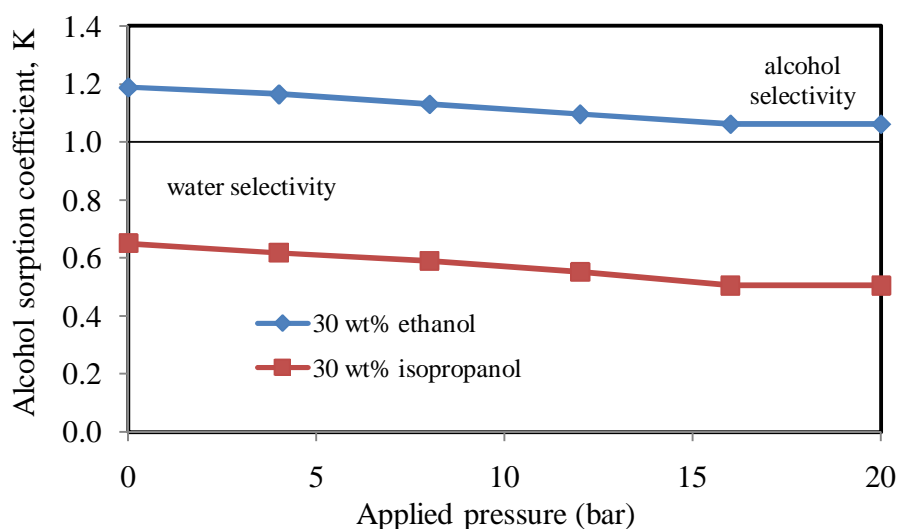 Alcohol sorption coefficient, K
1.4
1.2
1.0
0.8
0.6
0.4
0.2
0.0
alcohol
selectivity
water selectivity
30 wt% ethanol
30 wt% isopropanol
0 5 10 15 20
Applied pressure (bar)